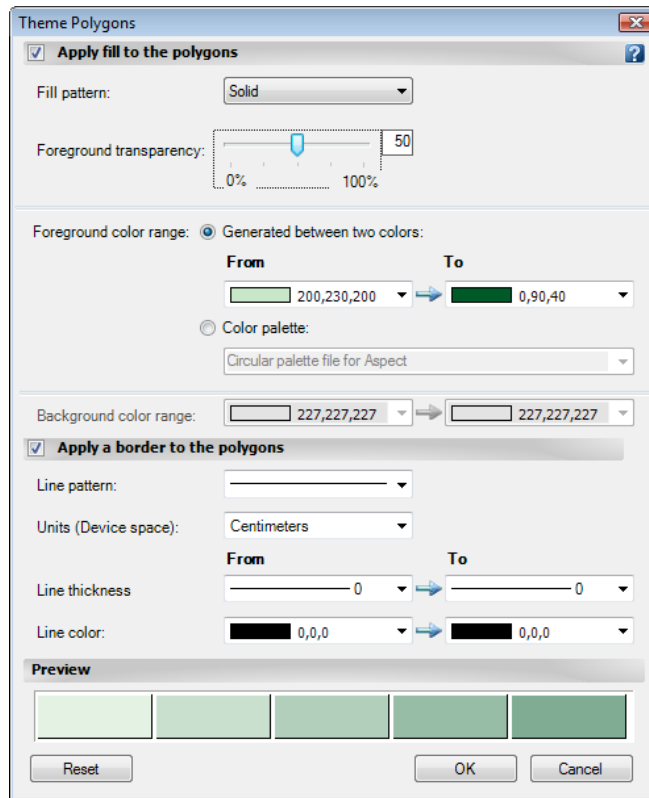 Theme Polygons
Apply fill to the polygons ?
Fill pattern: Solid
Foreground transparency: 50
0% 100%
Foreground color range: Generated between two colors:
From To
200,230,200 0,90,40
Color palette:
Circular palette file for Aspect
Background color range: 227,227,227 227,227,227
Apply a border to the polygons
Line pattern:
Units (Device space): Centimeters
From To
Line thickness 0 0
Line color: 0,0,0 0,0,0
Preview
Reset OK Cancel